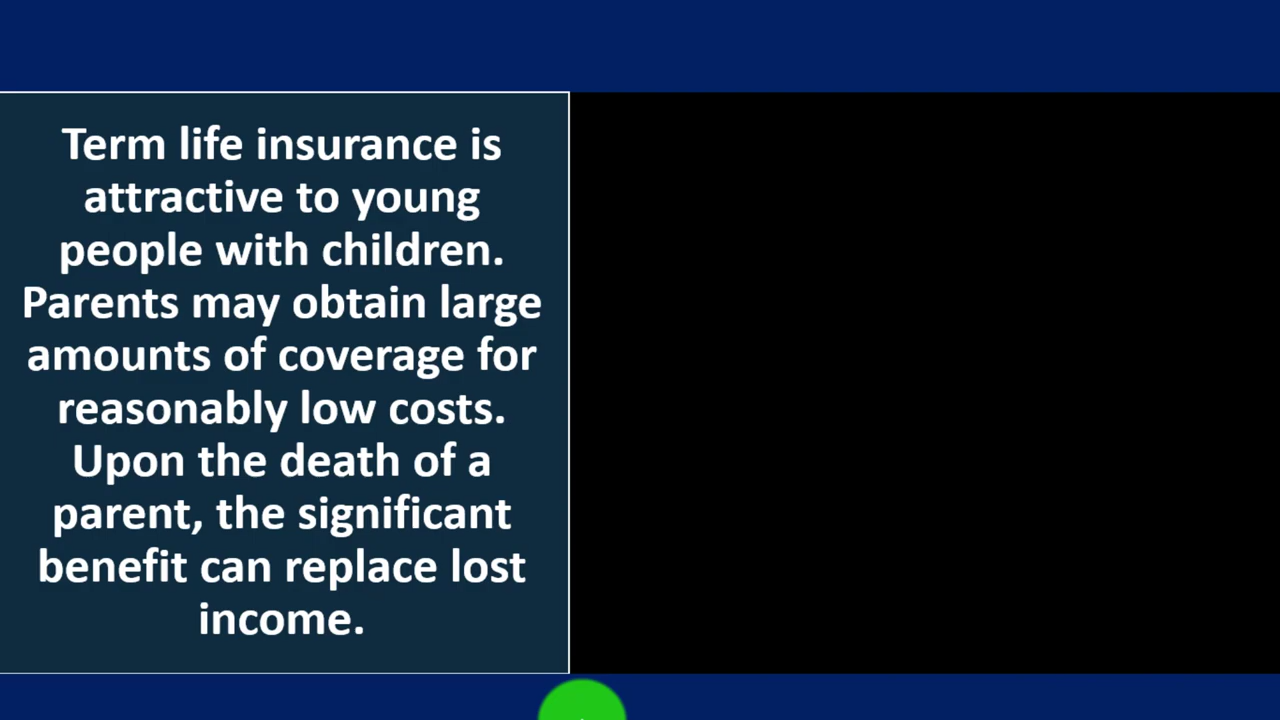 Term life insurance is
attractive to young
people with children.
Parents may obtain large
amounts of coverage for
reasonably low costs.
Upon the death of a
parent, the significant
benefit can replace lost
income.